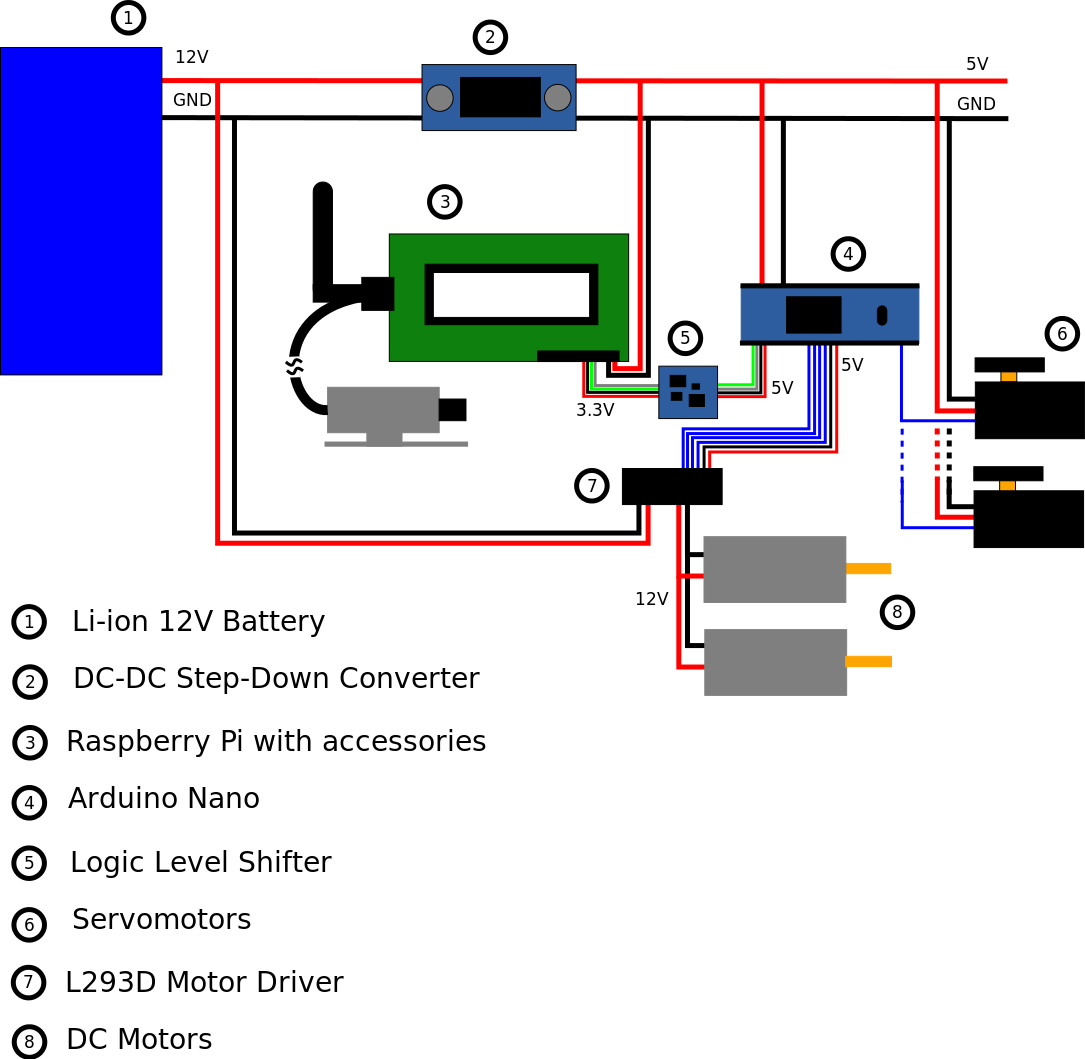 1
2
12V
5V
GND
GND
3
4
6
5
5V
5V
3.3V
7
12V
8
1 Li-ion 12V Battery
2 DC-DC Step-Down Converter
3 Raspberry Pi with accessories
4 Arduino Nano
5 Logic Level Shifter
6 Servomotors
7 L293D Motor Driver
8 DC Motors